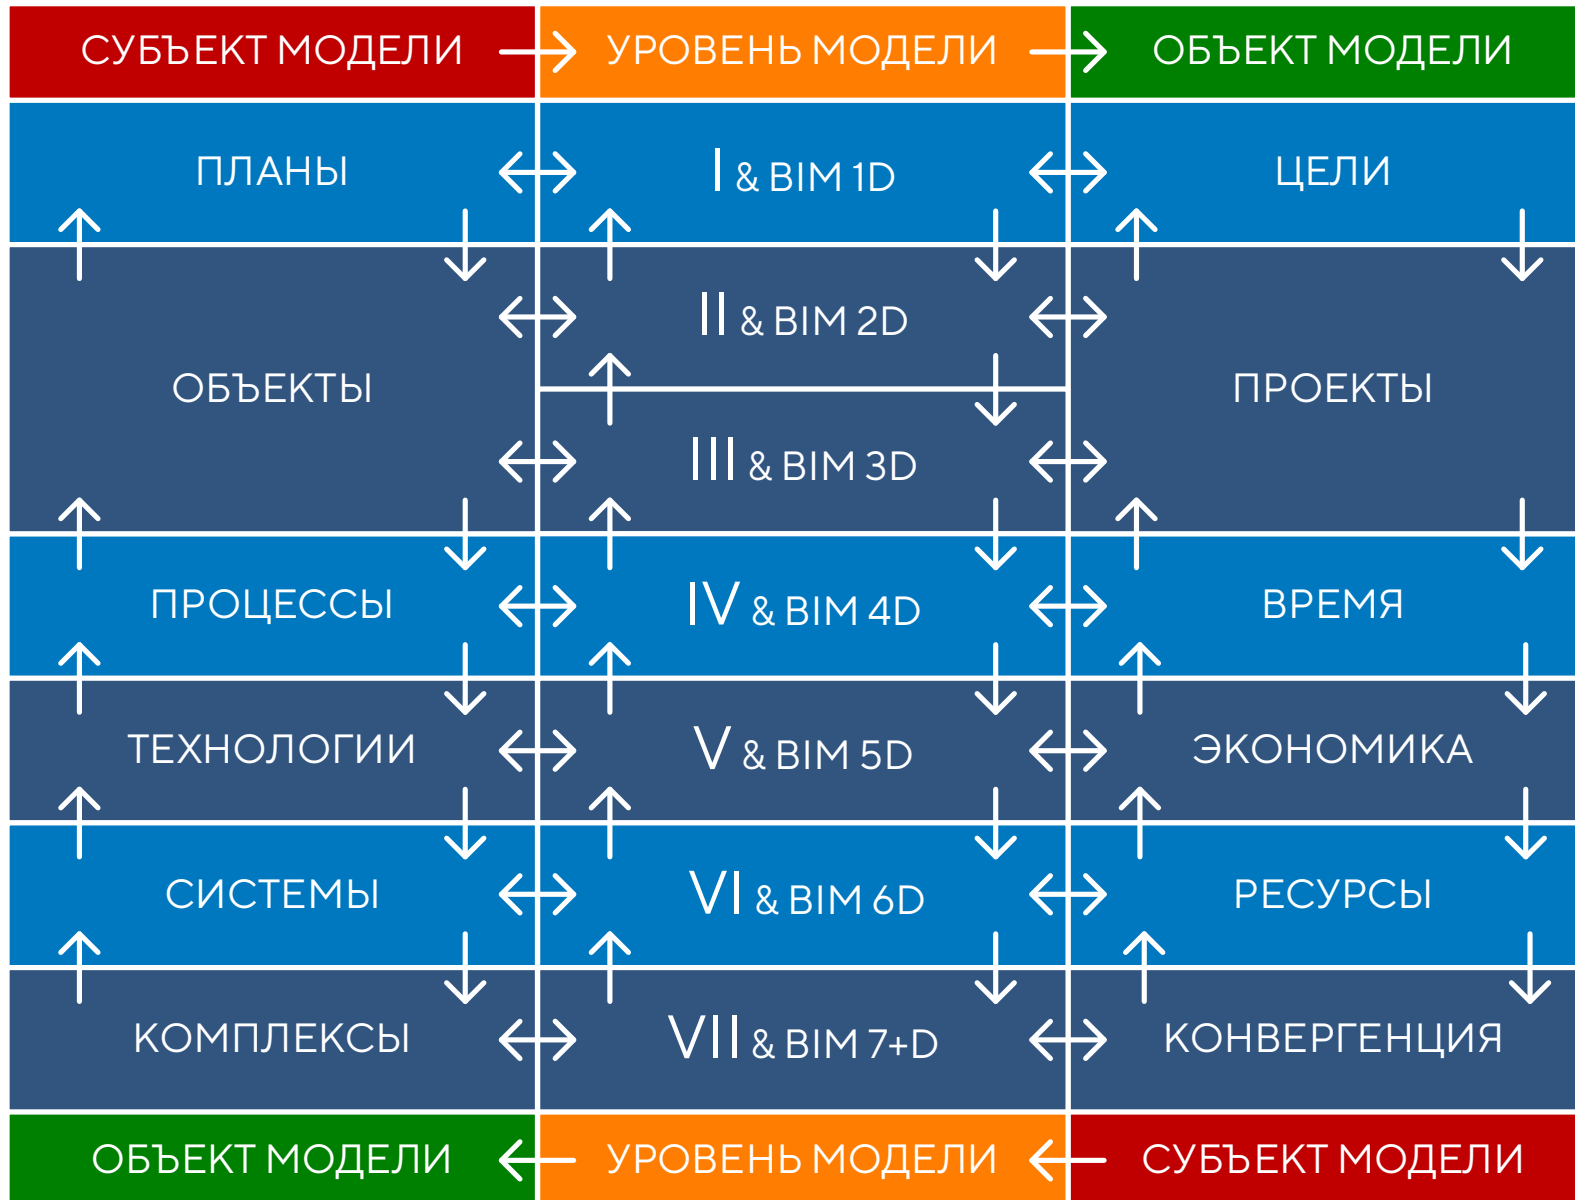 СУБЪЕКТ МОДЕЛИ
УРОВЕНЬ МОДЕЛИ
ОБЪЕКТ МОДЕЛИ
ПЛАНЫ
I & BIM 1D
ЦЕЛИ
ОБЪЕКТЫ
II & BIM 2D
ПРОЕКТЫ
III & BIM 3D
ПРОЦЕССЫ
IV & BIM 4D
ВРЕМЯ
ТЕХНОЛОГИИ
V & BIM 5D
ЭКОНОМИКА
СИСТЕМЫ
VI & BIM 6D
РЕСУРСЫ
КОМПЛЕКСЫ
VII & BIM 7+D
КОНВЕРГЕНЦИЯ
ОБЪЕКТ МОДЕЛИ
УРОВЕНЬ МОДЕЛИ
СУБЪЕКТ МОДЕЛИ